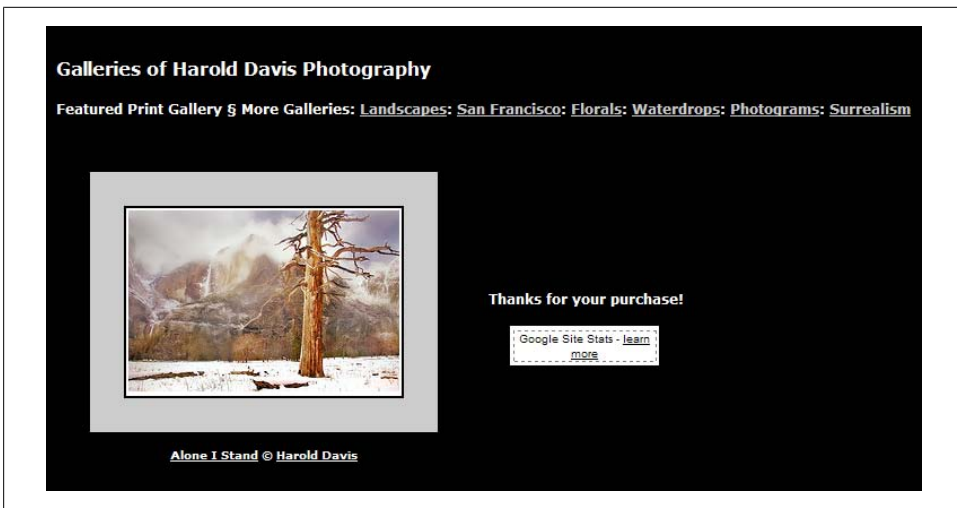 Galleries of Harold Davis Photography
Featured Print Gallery § More Galleries: Landscapes: San Francisco: Florals: Waterdrops: Photograms: Surrealism
Thanks for your purchase!
Google Site Stats - learn
more
Alone I Stand © Harold Davis